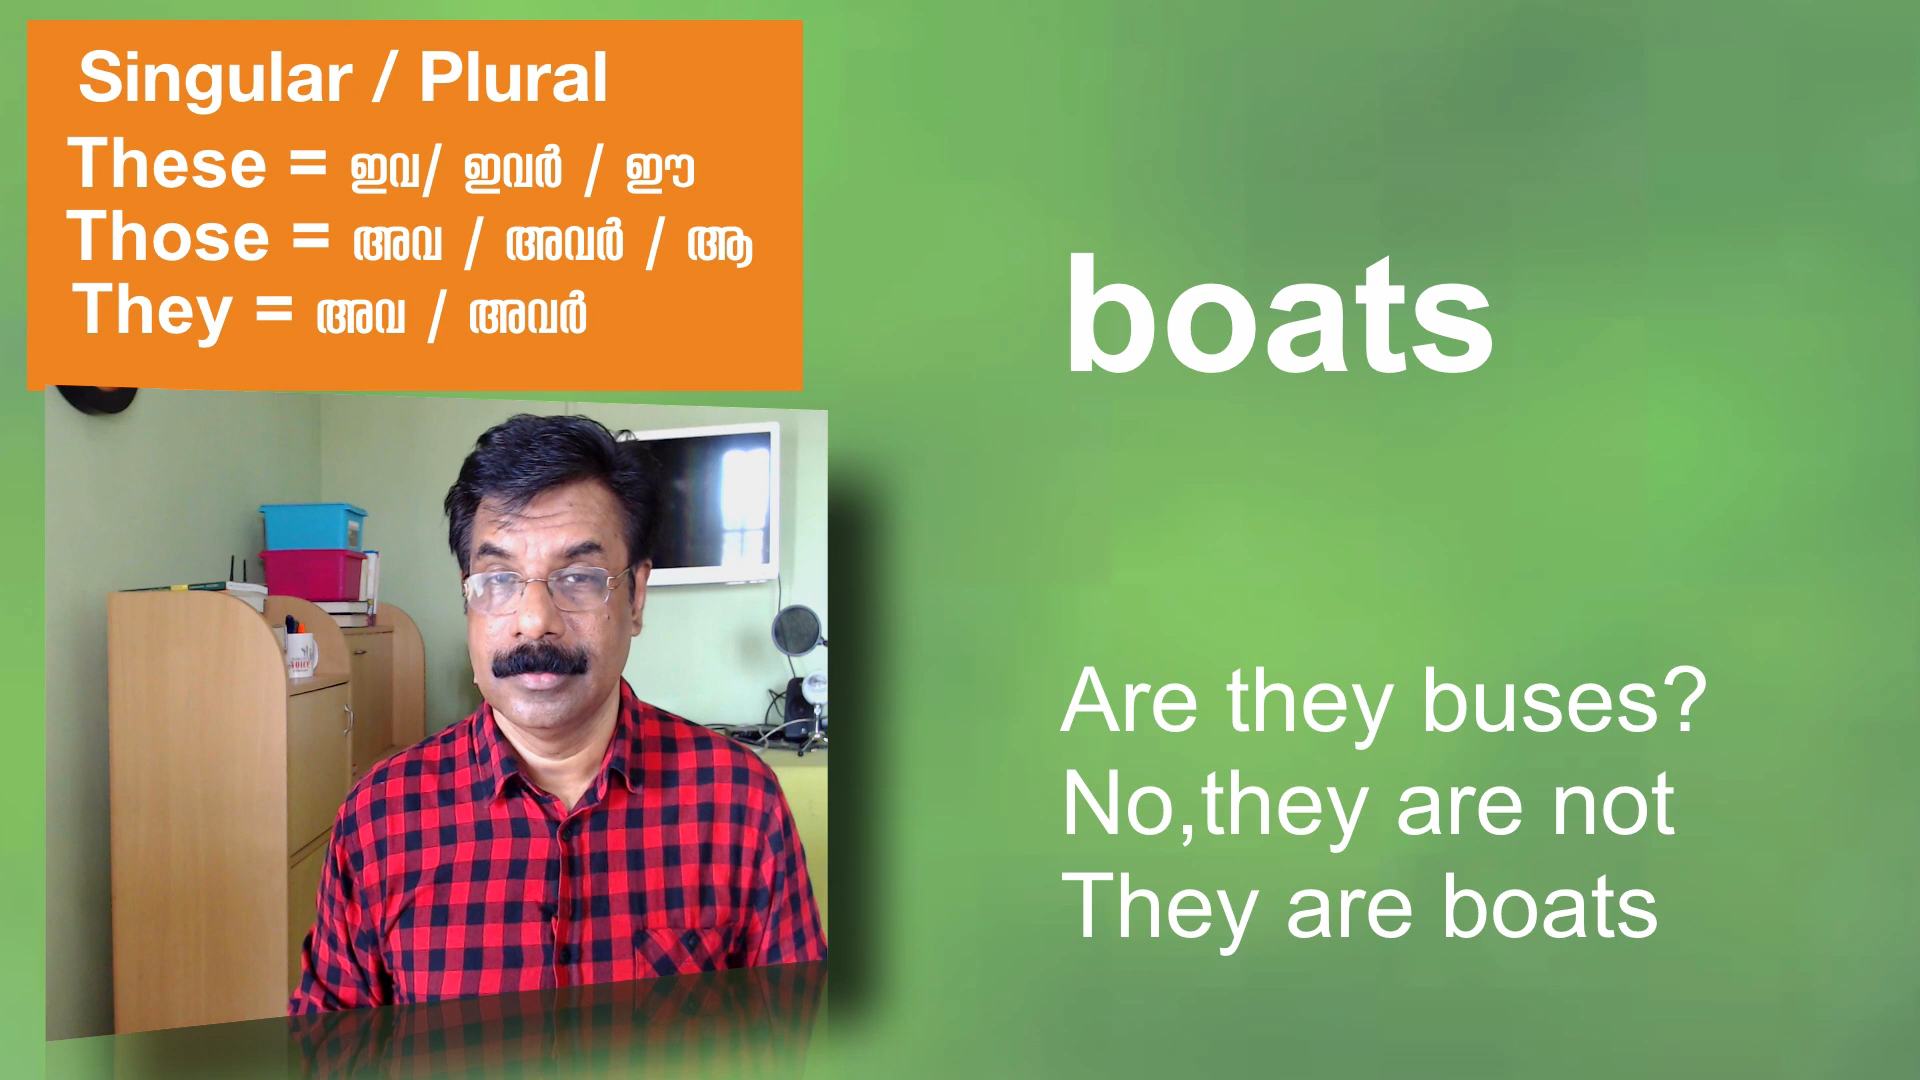 Singular / Plural
These = ഇവ/ ഇവർ / ഈ
Those = അവ / അവർ / ആ
They = അവ / അവർ
boats
Are they buses?
No,they are not
They are boats